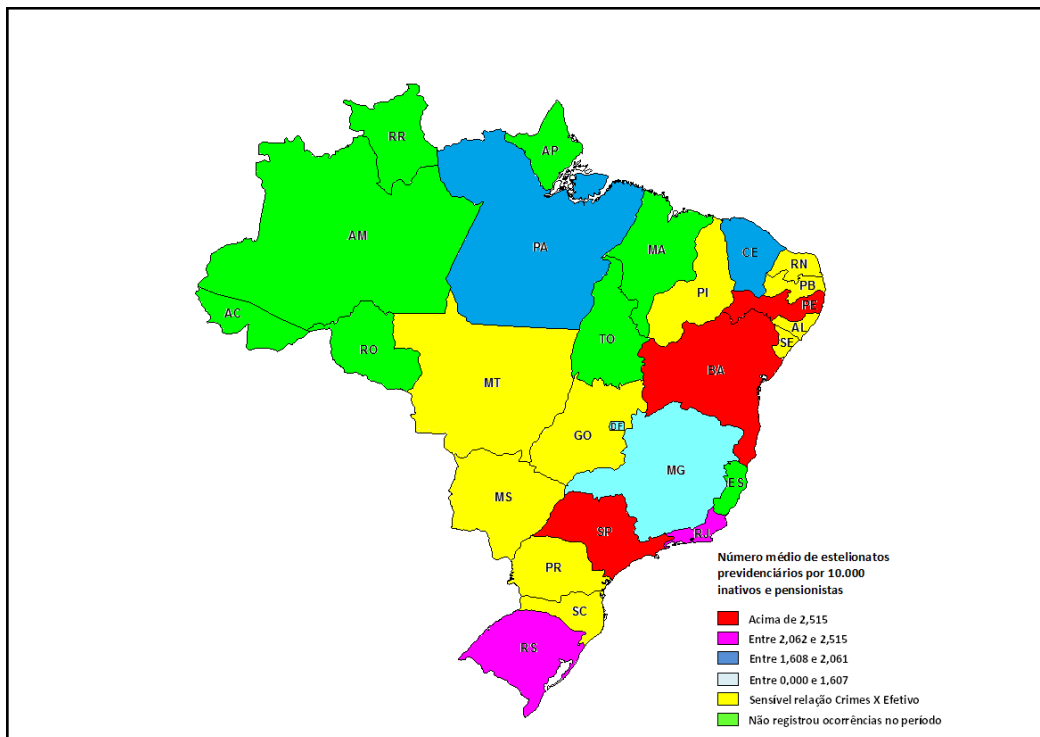 RR
AP
AM
PA
MA
CE
RN
PB
PI
PE
AC
AL
SE
RO
TO
BA
MT
DF
GO
MG
ES
MS
SP
RJ
PR
SC
RS
Número médio de estelionatos
previdenciários por 10.000
inativos e pensionistas
Acima de 2,515
Entre 2,062 e 2,515
Entre 1,608 e 2,061
Entre 0,000 e 1,607
Sensível relação Crimes X Efetivo
Não registrou ocorrências no período